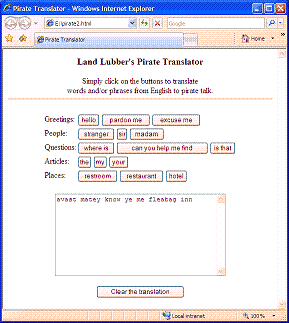 Pirate Translator - Windows Internet Explorer
E:\pirate2.html
Google
Pirate Translator
Home
Land Lubber's Pirate Translator
Simply click on the buttons to translate
words and/or phrases from English to pirate talk.
Greetings: hello pardon me excuse me
People: stranger sir madam
Questions: where is can you help me find is that
Articles: the my your
Places: restroom restaurant hotel
avast matey know ye me fleabag inn
Clear the translation
Local intranet 100%